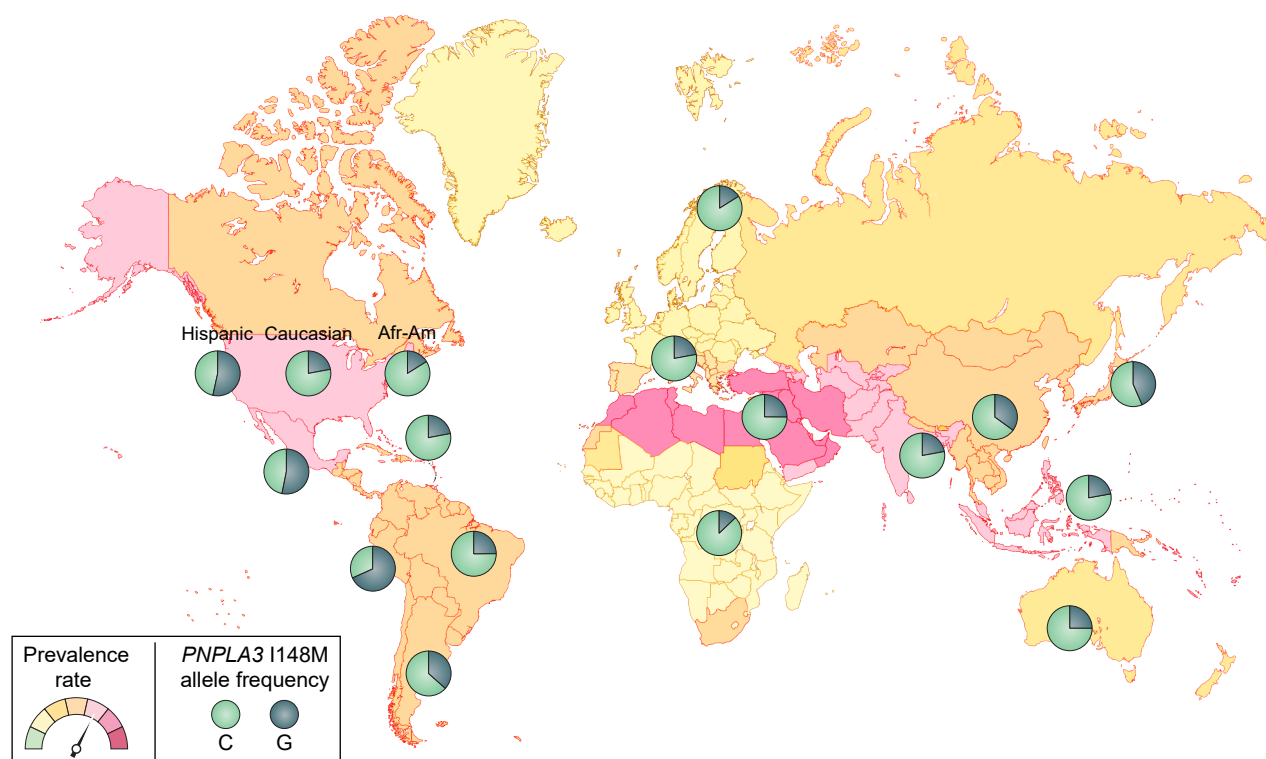 Hispanic Caucasian Afr-Am
Prevalence
rate
PNPLA3 I148M
allele frequency
C G